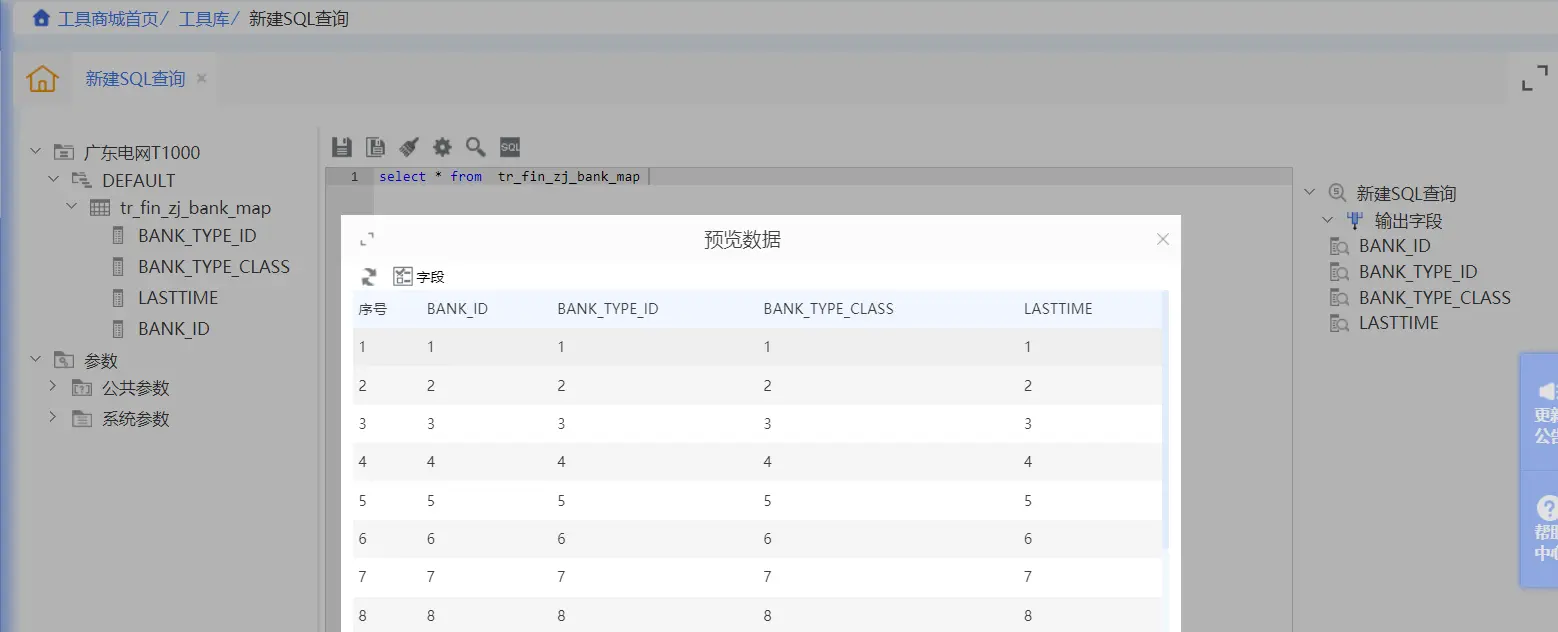 工具商城首页/ 工具库/ 新建SQL查询
新建SQL查询
广东电网T1000
DEFAULT
tr_fin_zj_bank_map
BANK_TYPE_ID
BANK_TYPE_CLASS
LASTTIME
BANK_ID
参数
公共参数
系统参数
SQL
1 select * from tr_fin_zj_bank_map
预览数据
字段
序号 BANK_ID BANK_TYPE_ID BANK_TYPE_CLASS LASTTIME
1 1 1 1 1
2 2 2 2 2
3 3 3 3 3
4 4 4 4 4
5 5 5 5 5
6 6 6 6 6
7 7 7 7 7
8 8 8 8 8
新建SQL查询
输出字段
BANK_ID
BANK_TYPE_ID
BANK_TYPE_CLASS
LASTTIME
更新
公告
帮助
中心